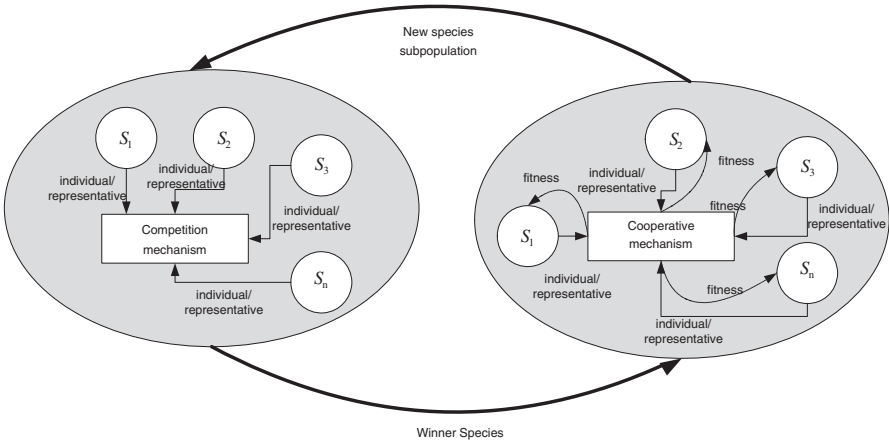 New species
subpopulation
S1
S2
S3
individual/
representative
individual/
representative
individual/
representative
Competition
mechanism
Sn
individual/
representative
S2
S3
fitness
fitness
individual/
representative
fitness
individual/
representative
S1
Cooperative
mechanism
individual/
representative
Sn
fitness
individual/
representative
Winner Species